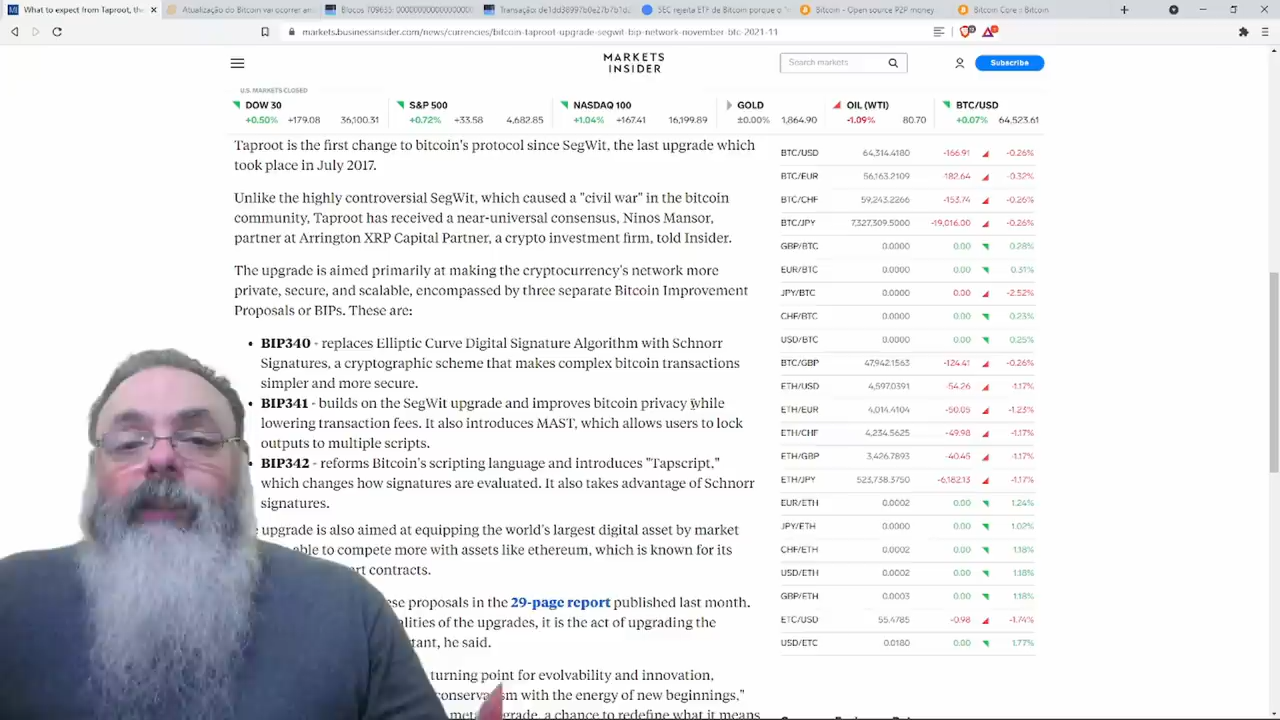 What to expect from Taproot, the
Atualização do Bitcoin vai ocorrer an
Blocos 709635: 0000000000000000
Transação de1dd38997b0e27b7b1d
SEC rejeita ETF de Bitcoin da
Bitcoin - Open source P2P money
Bitcoin Core :: Bitcoin
markets.businessinsider.com/news/currencies/bitcoin-taproot-upgrade-segwit-bip-network-november-btc-2021-11
MARKETS
INSIDER
Search markets
Subscribe
U.S. MARKETS CLOSED
DOW 30
+0.50% +179.08 36,100.31
S&P 500
+0.72% +33.58 4,682.85
NASDAQ 100
+1.04% +167.41 16,199.89
GOLD
±0.00% 1,864.90
OIL (WTI)
-1.09% 80.70
BTC/USD
+0.07% 64,523.61
Taproot is the first change to bitcoin's protocol since SegWit, the last upgrade which
took place in July 2017.
Unlike the highly controversial SegWit, which caused a "civil war" in the bitcoin
community, Taproot has received a near-universal consensus, Ninos Mansor,
partner at Arrington XRP Capital Partner, a crypto investment firm, told Insider.
The upgrade is aimed primarily at making the cryptocurrency's network more
private, secure, and scalable, encompassed by three separate Bitcoin Improvement
Proposals or BIPs. These are:
• BIP340 - replaces Elliptic Curve Digital Signature Algorithm with Schnorr
Signatures, a cryptographic scheme that makes complex bitcoin transactions
simpler and more secure.
• BIP341 - builds on the SegWit upgrade and improves bitcoin privacy while
lowering transaction fees. It also introduces MAST, which allows users to lock
outputs to multiple scripts.
• BIP342 - reforms Bitcoin's scripting language and introduces "Tapscript,"
which changes how signatures are evaluated. It also takes advantage of Schnorr
signatures.
upgrade is also aimed at equipping the world's largest digital asset by market
able to compete more with assets like ethereum, which is known for its
contracts.
proposals in the 29-page report published last month.
of the upgrades, it is the act of upgrading the
he said.
turning point for evolvability and innovation,
with the energy of new beginnings,"
a chance to redefine what it means
BTC/USD 64,314.4180 -166.91 -0.26%
BTC/EUR 56,163.2109 -182.64 -0.32%
BTC/CHF 59,243.2266 -153.74 -0.26%
BTC/JPY 7,327,309.5000 -19,016.00 -0.26%
GBP/BTC 0.0000 0.00 0.28%
EUR/BTC 0.0000 0.00 0.31%
JPY/BTC 0.0000 0.00 -2.52%
CHF/BTC 0.0000 0.00 0.23%
USD/BTC 0.0000 0.00 0.25%
BTC/GBP 47,942.1563 -124.41 -0.26%
ETH/USD 4,597.0391 -54.26 -1.17%
ETH/EUR 4,014.4104 -50.05 -1.23%
ETH/CHF 4,234.5625 -49.98 -1.17%
ETH/GBP 3,426.7893 -40.45 -1.17%
ETH/JPY 523,738.3750 -6,182.13 -1.17%
EUR/ETH 0.0002 0.00 1.24%
JPY/ETH 0.0000 0.00 1.02%
CHF/ETH 0.0002 0.00 1.18%
USD/ETH 0.0002 0.00 1.18%
GBP/ETH 0.0003 0.00 1.18%
ETC/USD 55.4785 -0.98 -1.74%
USD/ETC 0.0180 0.00 1.77%